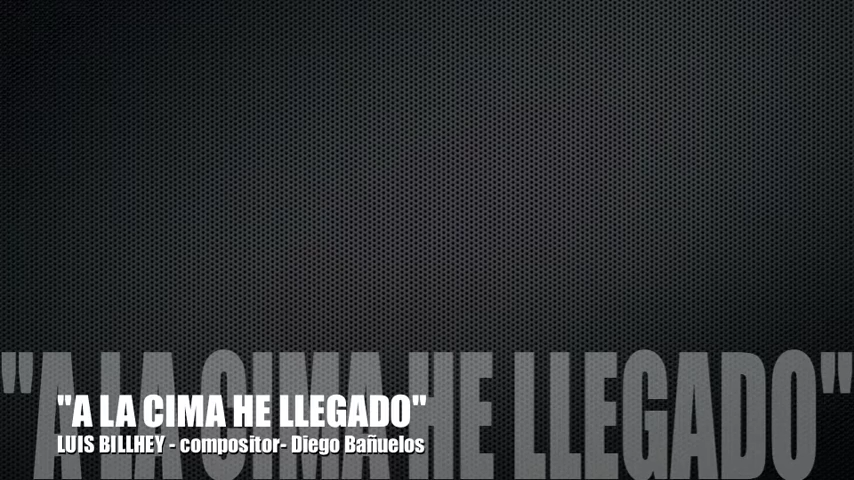 "A LA CIMA HE LLEGADO"
"A LA CIMA HE LLEGADO"
LUIS BILLHEY - compositor- Diego Bañuelos